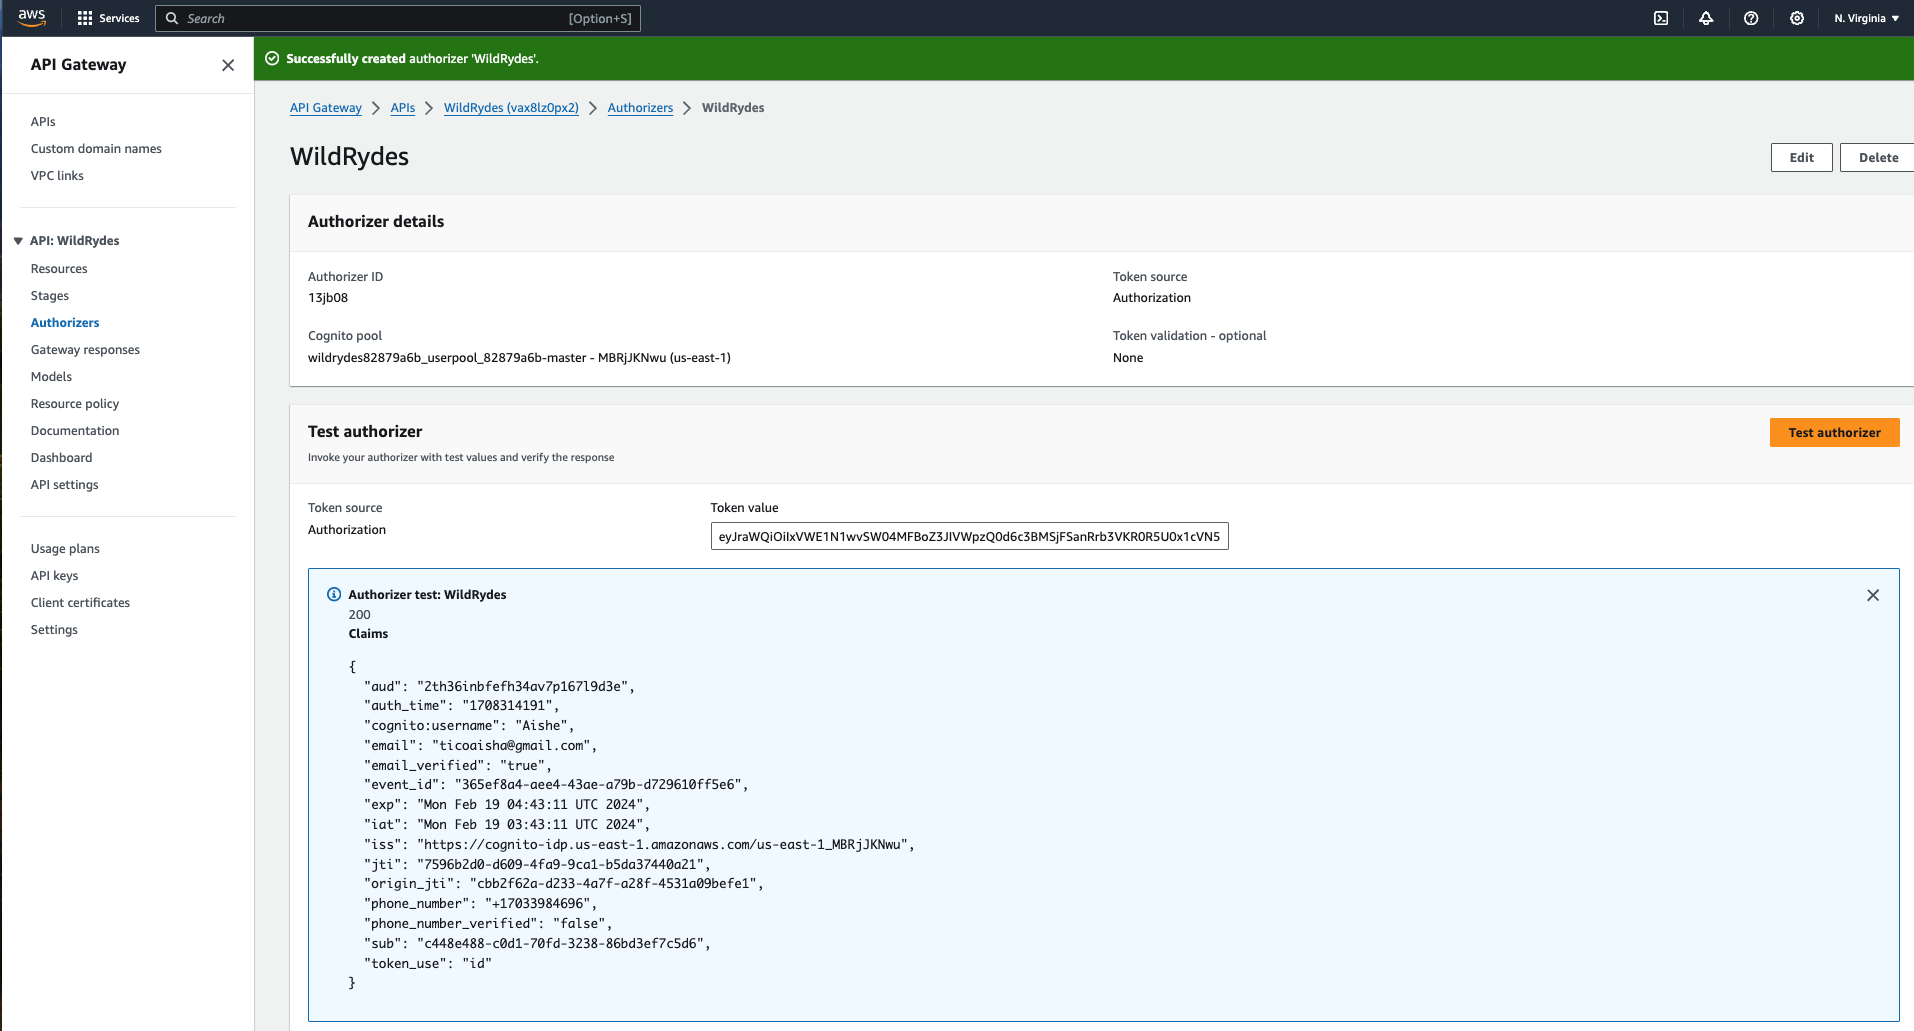 aws
Services
Search
[Option+S]
N. Virginia
API Gateway
APIs
Custom domain names
VPC links
API: WildRydes
Resources
Stages
Authorizers
Gateway responses
Models
Resource policy
Documentation
Dashboard
API settings
Usage plans
API keys
Client certificates
Settings
Successfully created authorizer 'WildRydes'.
API Gateway > APIs > WildRydes (vax8lz0px2) > Authorizers > WildRydes
WildRydes
Edit
Delete
Authorizer details
Authorizer ID
13jb08
Token source
Authorization
Cognito pool
wildrydes82879a6b_userpool_82879a6b-master - MBRjJKNwu (us-east-1)
Token validation - optional
None
Test authorizer
Invoke your authorizer with test values and verify the response
Test authorizer
Token source
Authorization
Token value
eyJraWQiOiIxVWE1N1wvSW04MFBoZ3JIVWpzQ0d6c3BMSjFSanRrb3VKR0R5U0x1cVN5
Authorizer test: WildRydes
200
Claims
{
"aud": "2th36inbfefh34av7p167l9d3e",
"auth_time": "1708314191",
"cognito:username": "Aishe",
"email": "ticoaisha@gmail.com",
"email_verified": "true",
"event_id": "365ef8a4-aee4-43ae-a79b-d729610ff5e6",
"exp": "Mon Feb 19 04:43:11 UTC 2024",
"iat": "Mon Feb 19 03:43:11 UTC 2024",
"iss": "https://cognito-idp.us-east-1.amazonaws.com/us-east-1_MBRjJKNwu",
"jti": "7596b2d0-d609-4fa9-9ca1-b5da37440a21",
"origin_jti": "cbb2f62a-d233-4a7f-a28f-4531a09befe1",
"phone_number": "+17033984696",
"phone_number_verified": "false",
"sub": "c448e488-c0d1-70fd-3238-86bd3ef7c5d6",
"token_use": "id"
}